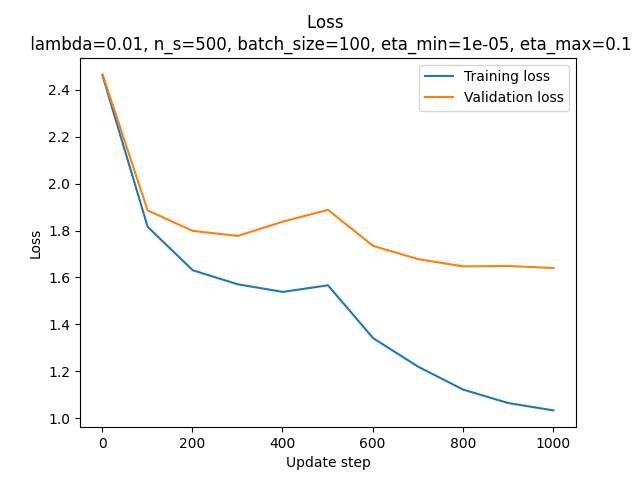 Loss
lambda=0.01, n_s=500, batch_size=100, eta_min=1e-05, eta_max=0.1
Training loss
Validation loss
2.4
2.2
2.0
1.8
1.6
1.4
1.2
1.0
Loss
0 200 400 600 800 1000
Update step